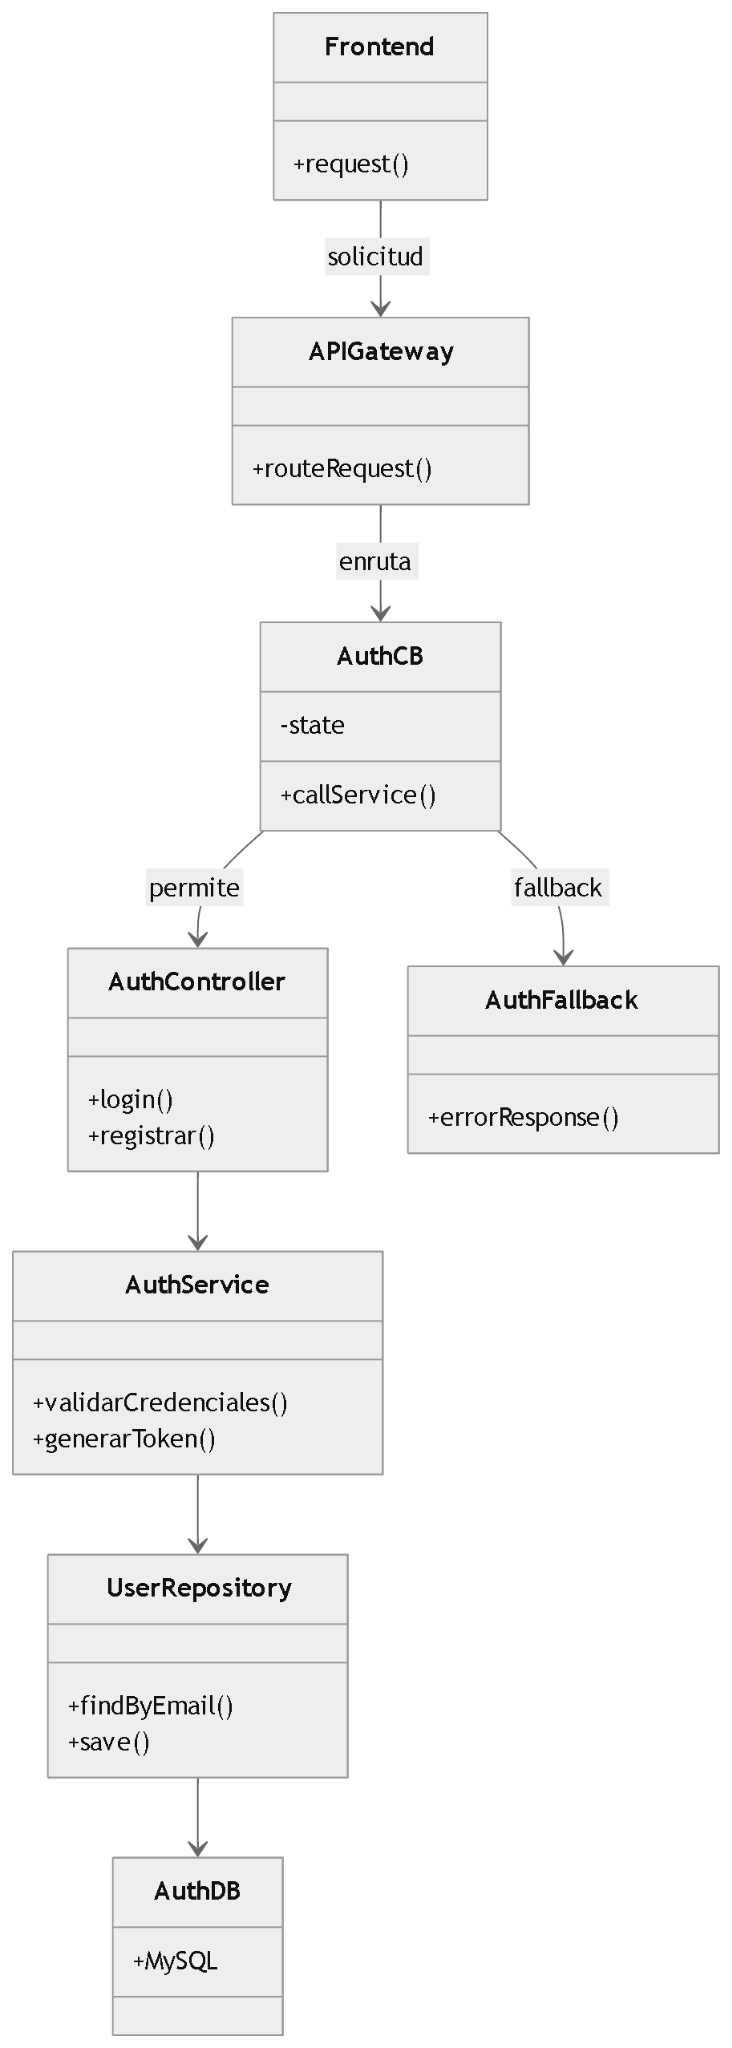 Frontend
+request()
solicitud
APIGateway
+routeRequest()
enruta
AuthCB
-state
+callService()
permite
fallback
AuthController
+login()
+registrar()
AuthFallback
+errorResponse()
AuthService
+validarCredenciales()
+generarToken()
UserRepository
+findByEmail()
+save()
AuthDB
+MySQL